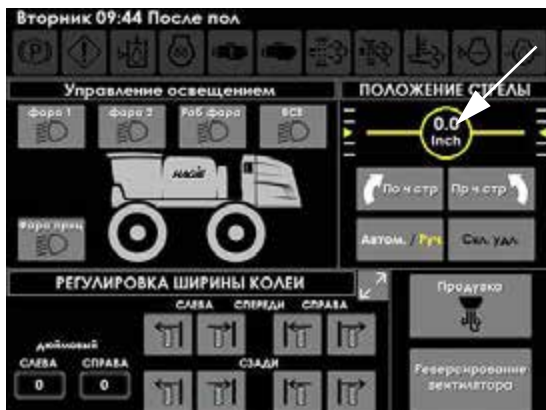 Вторник 09:44 После пол
(P)
Управление освещением
ПОЛОЖЕНИЕ СТРЕЛЫ
фара 1
фара 2
Раб фара
ВСЕ
0.0
Inch
HAGIE
По ч стр
Пр ч стр
Фара приц
Автом. / Руч.
Скл. удл.
РЕГУЛИРОВКА ШИРИНЫ КОЛЕИ
СЛЕВА СПЕРЕДИ СПРАВА
Продувка
дюймовый
СЛЕВА СПРАВА
СЗАДИ
0 0
Реверсирование
вентилятора